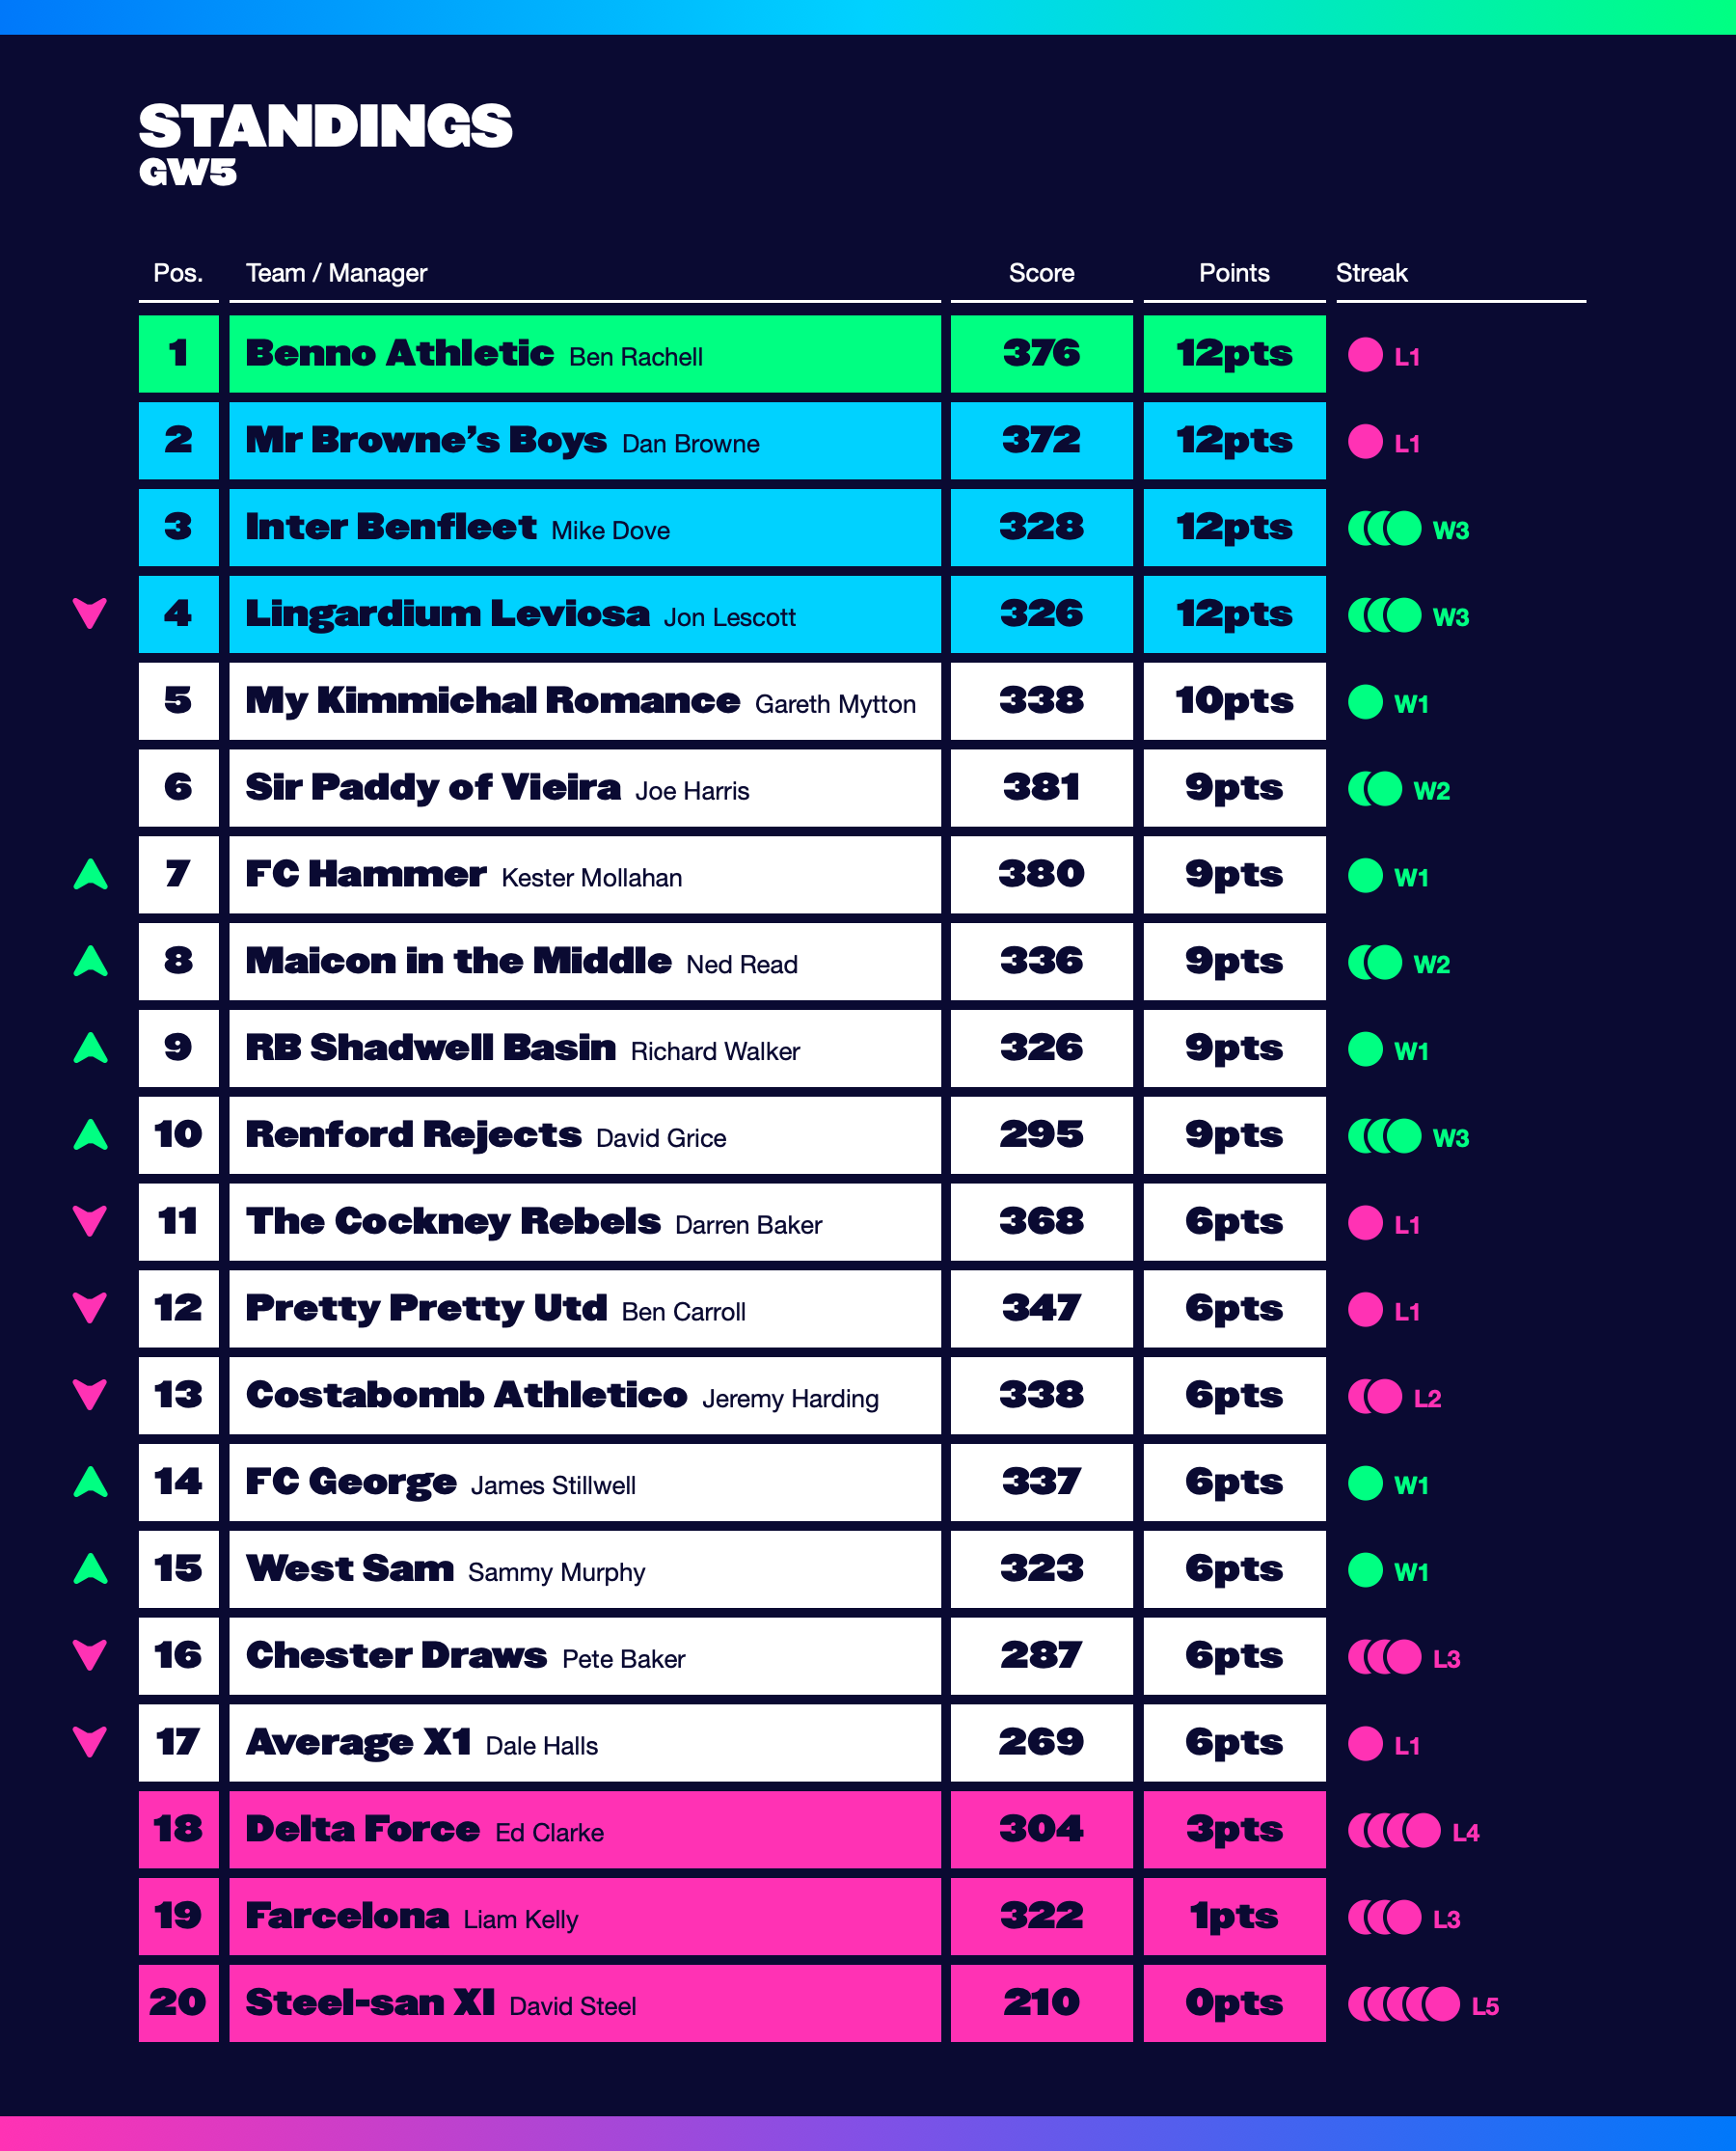 STANDINGS
GW5
Pos. Team / Manager Score Points Streak
1 Benno Athletic Ben Rachell 376 12pts L1
2 Mr Browne’s Boys Dan Browne 372 12pts L1
3 Inter Benfleet Mike Dove 328 12pts W3
4 Lingardium Leviosa Jon Lescott 326 12pts W3
5 My Kimmichal Romance Gareth Mytton 338 10pts W1
6 Sir Paddy of Vieira Joe Harris 381 9pts W2
7 FC Hammer Kester Mollahan 380 9pts W1
8 Maicon in the Middle Ned Read 336 9pts W2
9 RB Shadwell Basin Richard Walker 326 9pts W1
10 Renford Rejects David Grice 295 9pts W3
11 The Cockney Rebels Darren Baker 368 6pts L1
12 Pretty Pretty Utd Ben Carroll 347 6pts L1
13 Costabomb Athletico Jeremy Harding 338 6pts L2
14 FC George James Stillwell 337 6pts W1
15 West Sam Sammy Murphy 323 6pts W1
16 Chester Draws Pete Baker 287 6pts L3
17 Average X1 Dale Halls 269 6pts L1
18 Delta Force Ed Clarke 304 3pts L4
19 Farcelona Liam Kelly 322 1pts L3
20 Steel-san XI David Steel 210 0pts L5